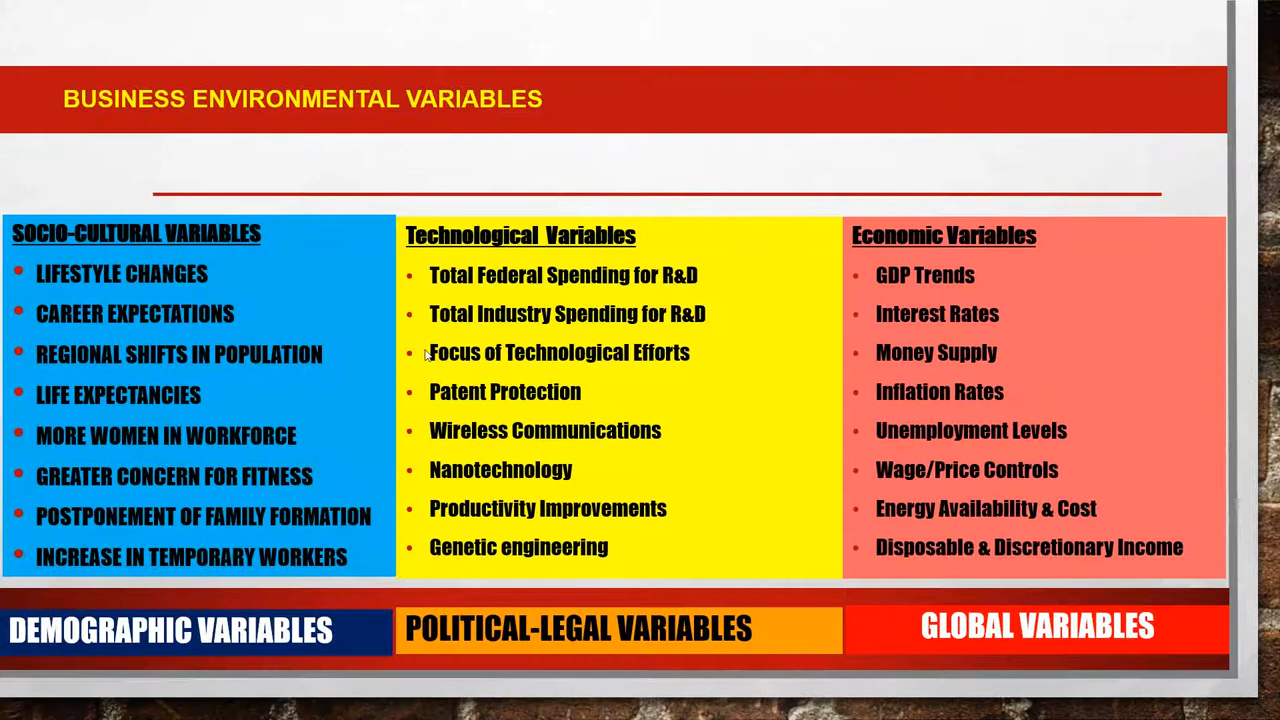 BUSINESS ENVIRONMENTAL VARIABLES
SOCIO-CULTURAL VARIABLES
• LIFESTYLE CHANGES
• CAREER EXPECTATIONS
• REGIONAL SHIFTS IN POPULATION
• LIFE EXPECTANCIES
• MORE WOMEN IN WORKFORCE
• GREATER CONCERN FOR FITNESS
• POSTPONEMENT OF FAMILY FORMATION
• INCREASE IN TEMPORARY WORKERS
Technological Variables
• Total Federal Spending for R&D
• Total Industry Spending for R&D
• Focus of Technological Efforts
• Patent Protection
• Wireless Communications
• Nanotechnology
• Productivity Improvements
• Genetic engineering
Economic Variables
• GDP Trends
• Interest Rates
• Money Supply
• Inflation Rates
• Unemployment Levels
• Wage/Price Controls
• Energy Availability & Cost
• Disposable & Discretionary Income
DEMOGRAPHIC VARIABLES
POLITICAL-LEGAL VARIABLES
GLOBAL VARIABLES